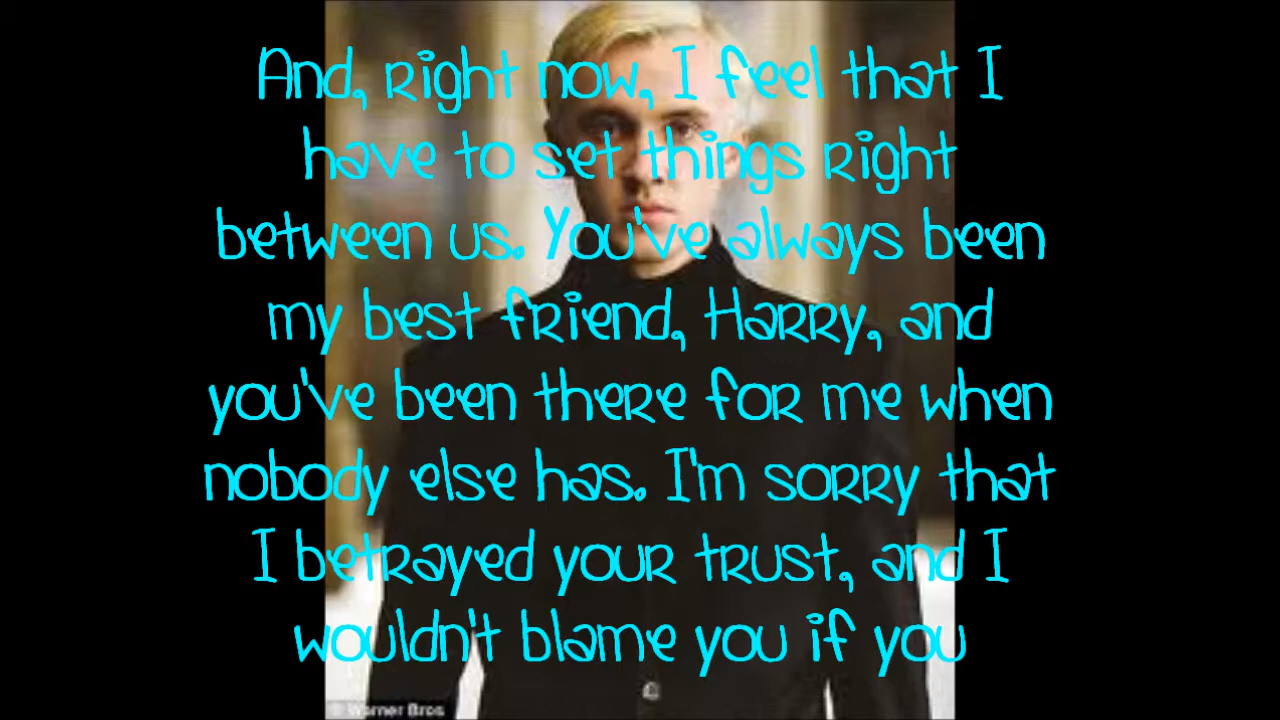 And, right now, I feel that I
have to set things right
between us. You've always been
my best friend, Harry, and
you've been there for me when
nobody else has. I'm sorry that
I betrayed your trust, and I
wouldn't blame you if you
© Warner Bros